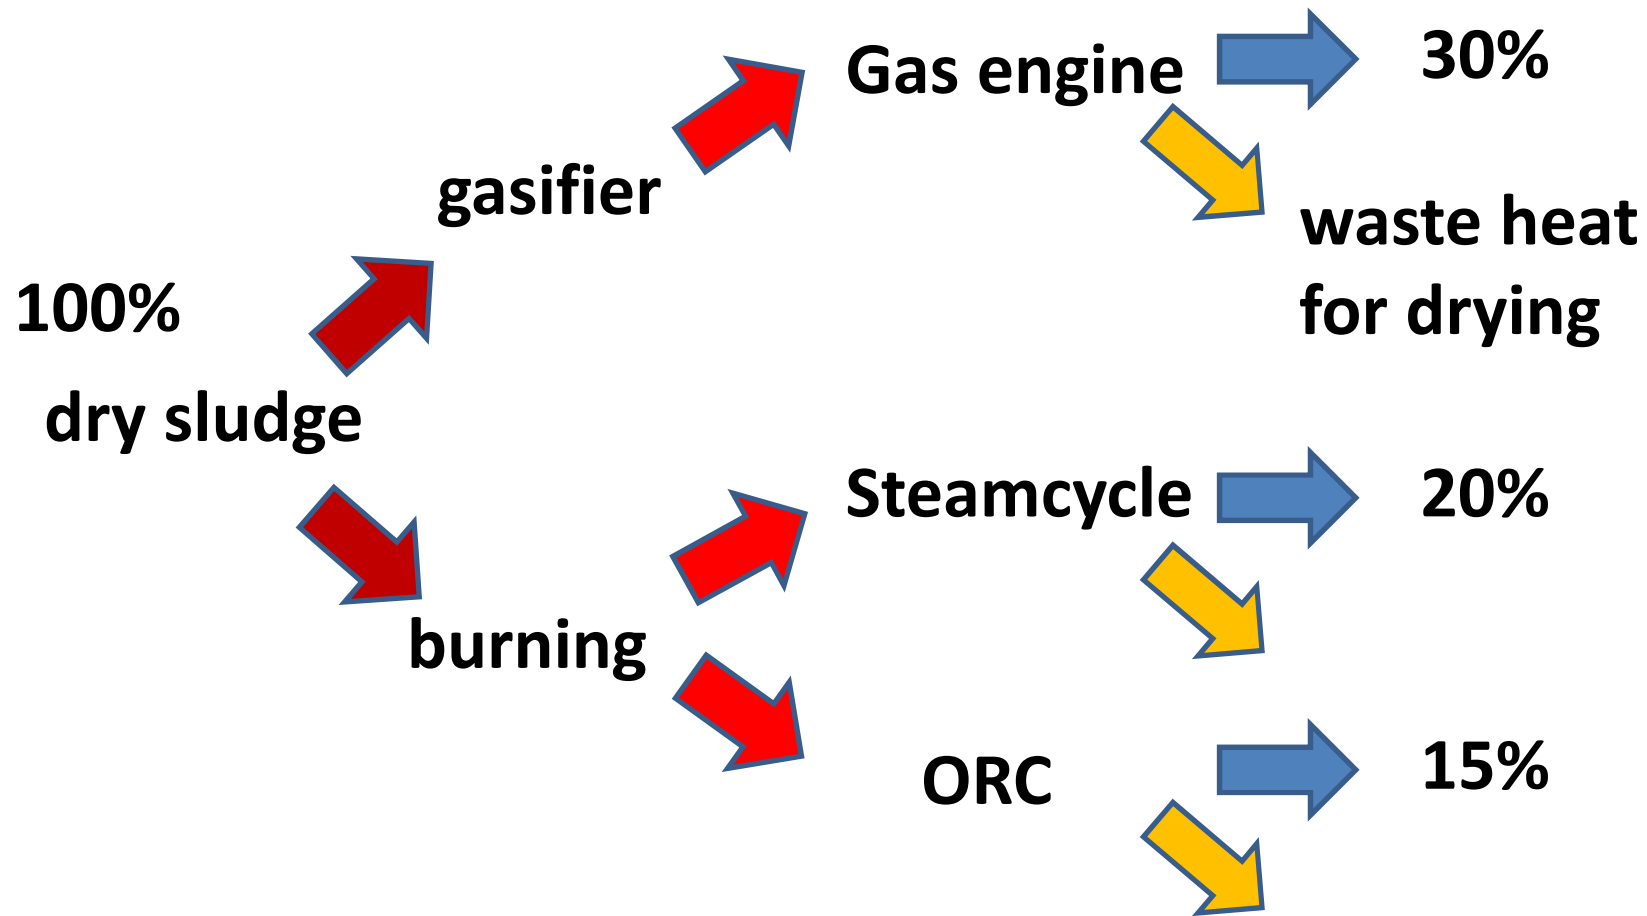 Gas engine
30%
gasifier
waste heat
for drying
100%
dry sludge
Steamcycle
20%
burning
ORC
15%